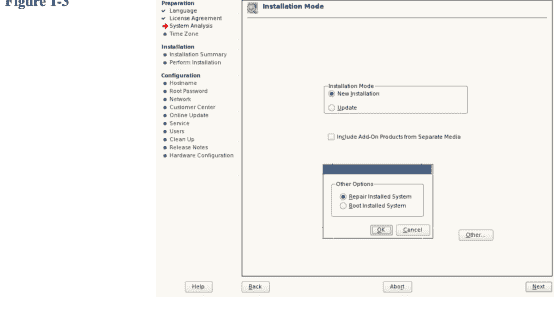 Figure 1-3
Preparation
Language
License Agreement
System Analysis
Time Zone
Installation
Installation Summary
Perform Installation
Configuration
Hostname
Root Password
Network
Customer Center
Online Update
Service
Users
Clean Up
Release Notes
Hardware Configuration
Installation Mode
Installation Mode
New Installation
Update
Include Add-On Products from Separate Media
Other Options
Repair Installed System
Boot Installed System
OK Cancel
Other...
Help Back Abort Next